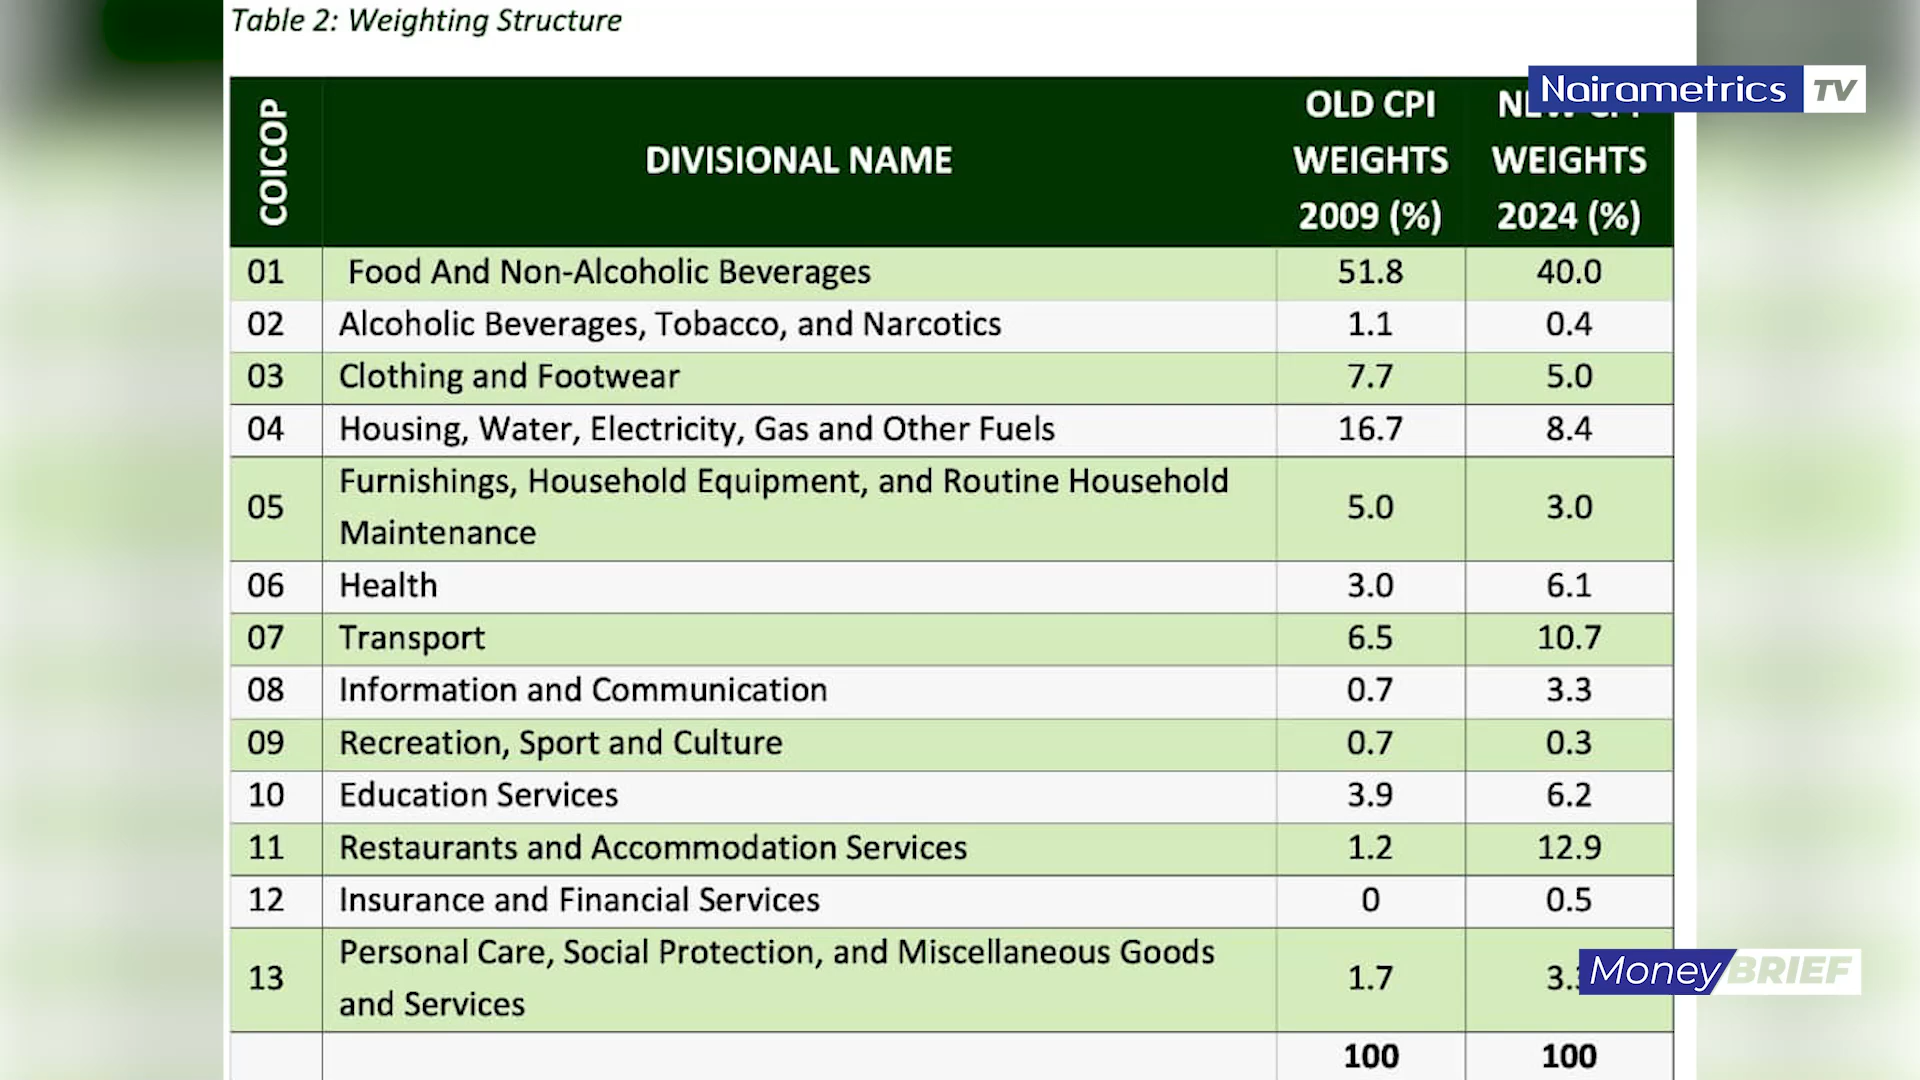 Table 2: Weighting Structure
Nairametrics TV
COICOP
DIVISIONAL NAME
OLD CPI
WEIGHTS
2009 (%)
WEIGHTS
2024 (%)
01 Food And Non-Alcoholic Beverages 51.8 40.0
02 Alcoholic Beverages, Tobacco, and Narcotics 1.1 0.4
03 Clothing and Footwear 7.7 5.0
04 Housing, Water, Electricity, Gas and Other Fuels 16.7 8.4
05 Furnishings, Household Equipment, and Routine Household
Maintenance 5.0 3.0
06 Health 3.0 6.1
07 Transport 6.5 10.7
08 Information and Communication 0.7 3.3
09 Recreation, Sport and Culture 0.7 0.3
10 Education Services 3.9 6.2
11 Restaurants and Accommodation Services 1.2 12.9
12 Insurance and Financial Services 0 0.5
13 Personal Care, Social Protection, and Miscellaneous Goods
and Services 1.7
Money BRIEF
100 100